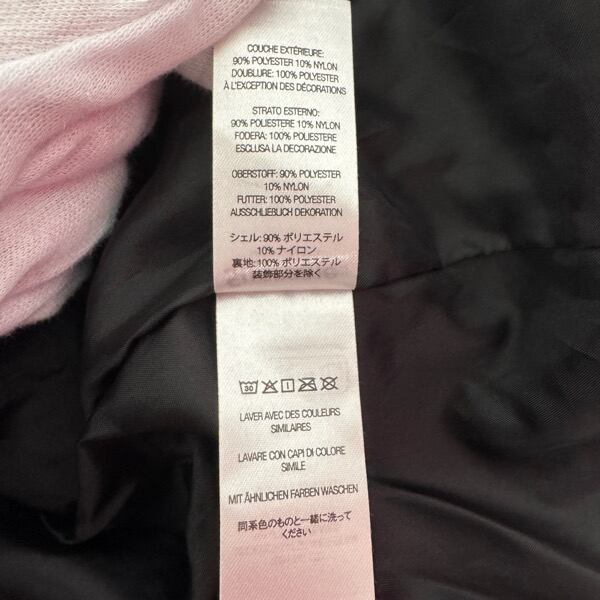 COUCHE EXTÉRIEURE:
90% POLYESTER 10% NYLON
DOUBLURE: 100% POLYESTER
À L'EXCEPTION DES DÉCORATIONS
STRATO ESTERNO:
90% POLIESTERE 10% NYLON
FODERA: 100% POLIESTERE
ESCLUSA LA DECORAZIONE
OBERSTOFF: 90% POLYESTER
10% NYLON
FUTTER: 100% POLYESTER
AUSSCHLIEBLICH DEKORATION
シェル: 90% ポリエステル
10% ナイロン
裏地: 100% ポリエステル
装飾部分を除く
30
LAVER AVEC DES COULEURS
SIMILAIRES
LAVARE CON CAPI DI COLORE
SIMILE
MIT ÄHNLICHEN FARBEN WASCHEN
同系色のものと一緒に洗って
ください